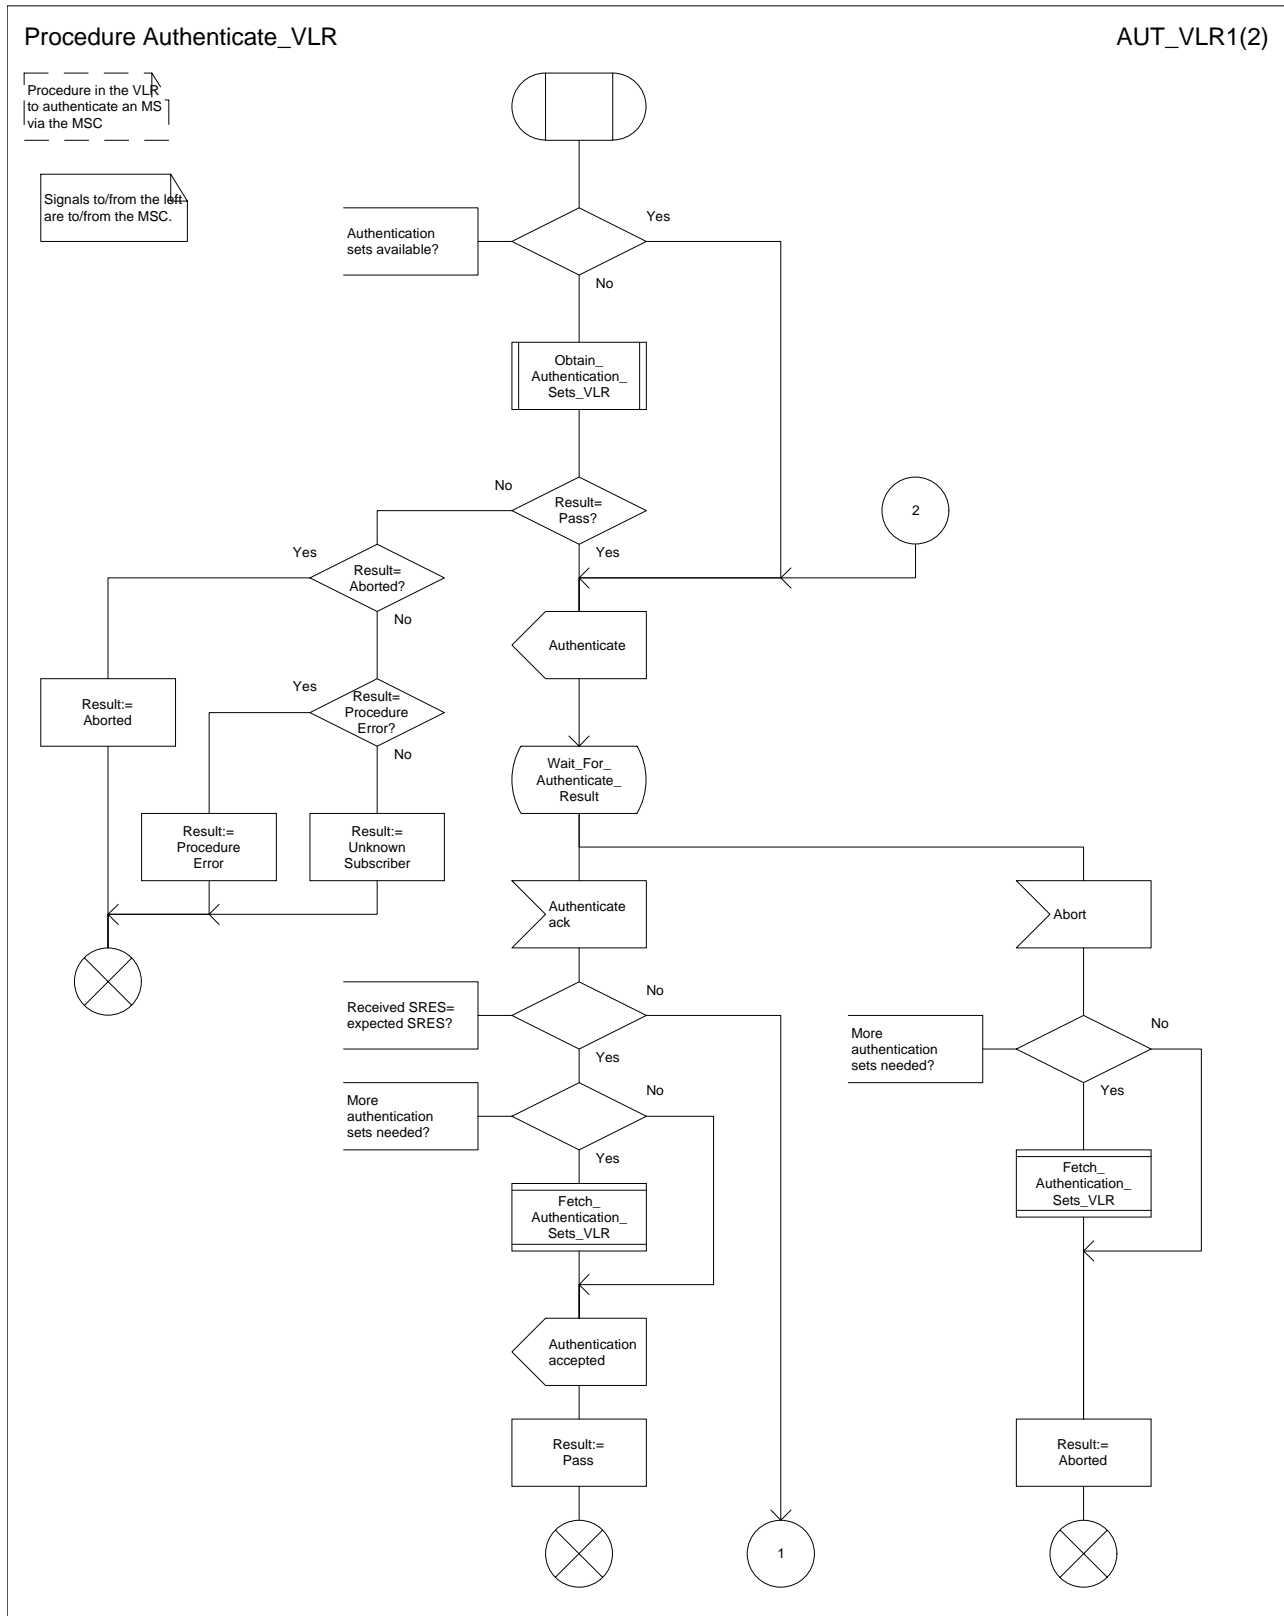 Procedure Authenticate_VLR
AUT_VLR1(2)
Procedure in the VLR
to authenticate an MS
via the MSC
Signals to/from the left
are to/from the MSC.
Authentication
sets available?
Yes
No
Obtain_
Authentication_
Sets_VLR
No
Result=
Pass?
Yes
2
Yes
Result=
Aborted?
No
Authenticate
Result:=
Aborted
Yes
Result=
Procedure
Error?
No
Wait_For_
Authenticate_
Result
Result:=
Procedure
Error
Result:=
Unknown
Subscriber
Authenticate
ack
Abort
Received SRES=
expected SRES?
No
Yes
More
authentication
sets needed?
No
Yes
More
authentication
sets needed?
No
Yes
Fetch_
Authentication_
Sets_VLR
Fetch_
Authentication_
Sets_VLR
Authentication
accepted
Result:=
Pass
Result:=
Aborted
1